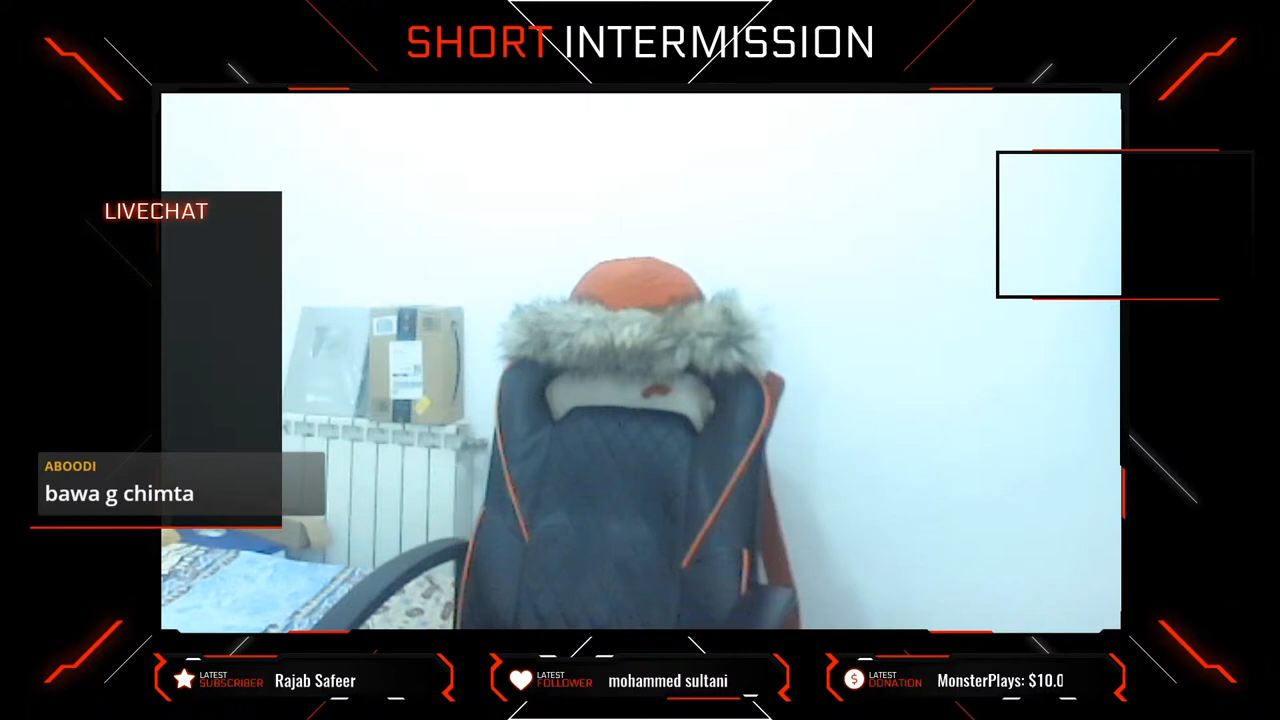 SHORT INTERMISSION
LIVECHAT
ABOODI
bawa g chimta
LATEST
SUBSCRIBER
Rajab Safeer
LATEST
FOLLOWER
mohammed sultani
LATEST
DONATION
MonsterPlays: $10.0